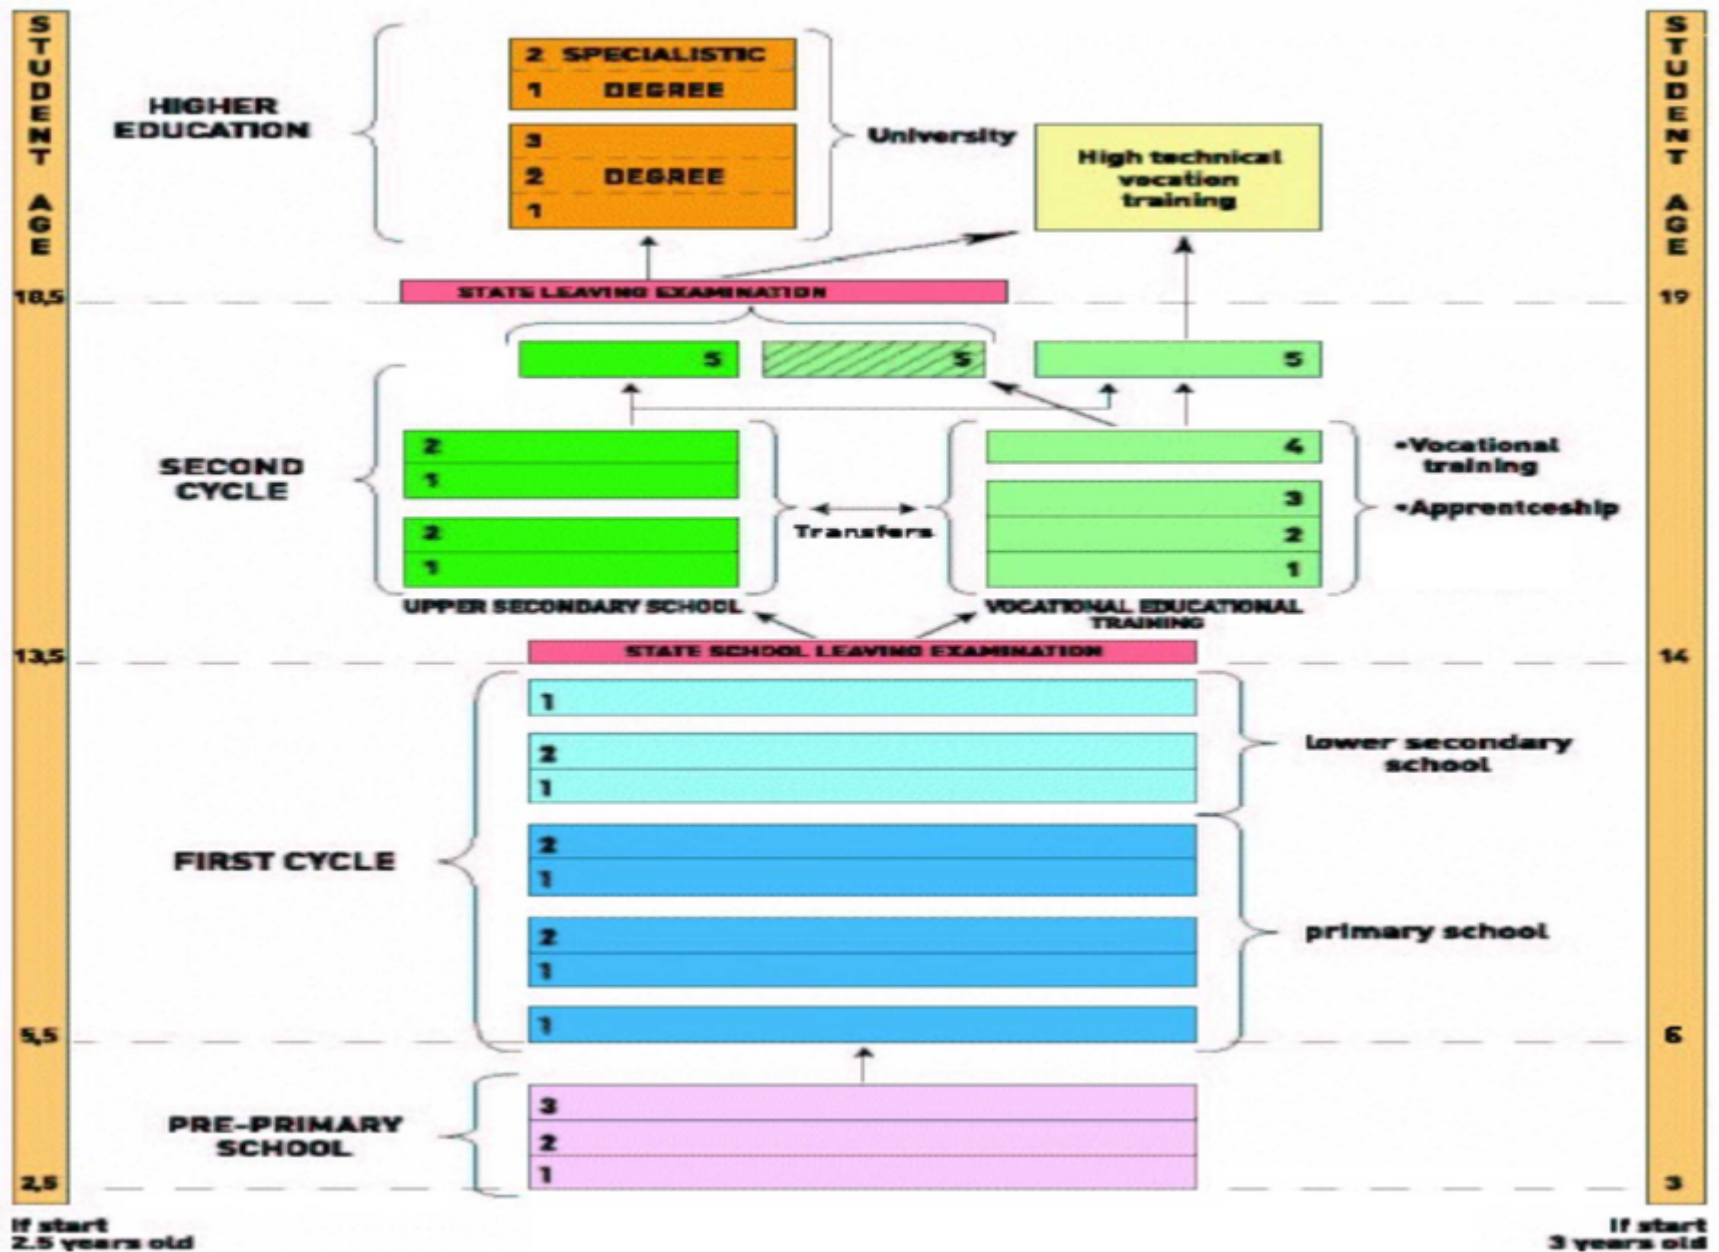 STUDENT AGE
STUDENT AGE
2 SPECIALISTIC
1 DEGREE
HIGHER
EDUCATION
3
2 DEGREE
1
University
High technical
vocation
training
STATE LEAVING EXAMINATION
18,5
19
5
5
5
SECOND
CYCLE
2
1
2
1
Transfers
4
3
2
1
•Vocational
training
•Apprentceship
UPPER SECONDARY SCHOOL
VOCATIONAL EDUCATIONAL
TRAINING
13,5
STATE SCHOOL LEAVING EXAMINATION
14
1
2
1
lower secondary
school
FIRST CYCLE
2
1
2
1
1
primary school
5,5
6
PRE-PRIMARY
SCHOOL
3
2
1
2,5
3
If start
2.5 years old
If start
3 years old